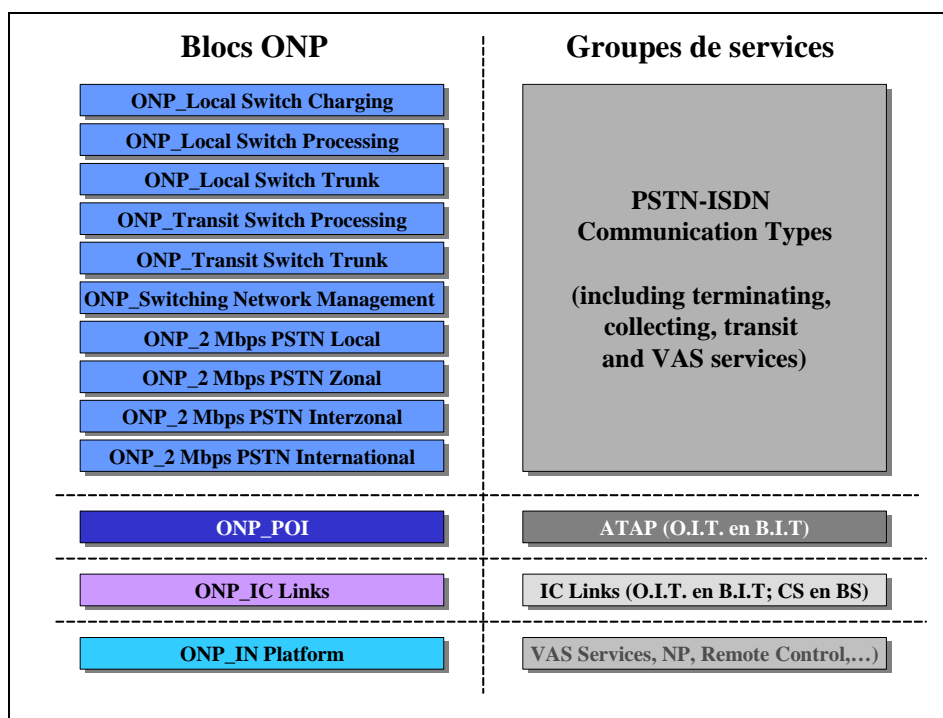 Blocs ONP
Groupes de services
ONP_Local Switch Charging
ONP_Local Switch Processing
ONP_Local Switch Trunk
ONP_Transit Switch Processing
ONP_Transit Switch Trunk
ONP_Switching Network Management
ONP_2 Mbps PSTN Local
ONP_2 Mbps PSTN Zonal
ONP_2 Mbps PSTN Interzonal
ONP_2 Mbps PSTN International
PSTN-ISDN
Communication Types
(including terminating,
collecting, transit
and VAS services)
ONP_POI
ATAP (O.I.T. en B.I.T)
ONP_IC Links
IC Links (O.I.T. en B.I.T; CS en BS)
ONP_IN Platform
VAS Services, NP, Remote Control,…)